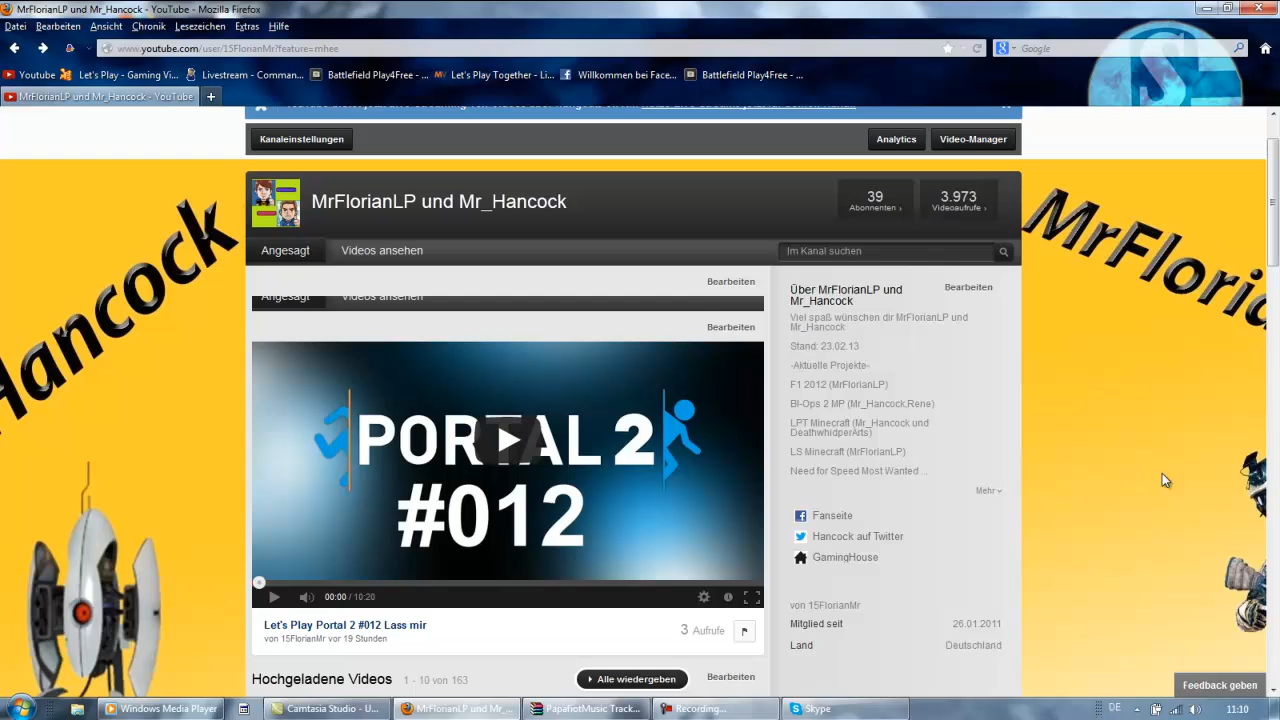 MrFlorianLP und Mr_Hancock - YouTube - Mozilla Firefox
Datei Bearbeiten Ansicht Chronik Lesezeichen Extras Hilfe
www.youtube.com/user/15FlorianMr?feature=mhee
Google
Youtube Let's Play - Gaming Vi... Livestream - Comman... Battlefield Play4Free - ... Let's Play Together - Li... Willkommen bei Face... Battlefield Play4Free - ...
MrFlorianLP und Mr_Hancock - YouTube
Kanaleinstellungen Analytics Video-Manager
MrFlorianLP und Mr_Hancock
39
Abonnenten ›
3.973
Videoaufrufe ›
Angesagt Videos ansehen
Im Kanal suchen
Bearbeiten
Angesagt Videos ansehen
Bearbeiten
PORTAL 2
#012
00:00 / 10:20
Let's Play Portal 2 #012 Lass mir
von 15FlorianMr vor 19 Stunden
3 Aufrufe
Hochgeladene Videos 1 - 10 von 163
Alle wiedergeben
Bearbeiten
Über MrFlorianLP und
Mr_Hancock
Bearbeiten
Viel spaß wünschen dir MrFlorianLP und
Mr_Hancock
Stand: 23.02.13
-Aktuelle Projekte-
F1 2012 (MrFlorianLP)
Bl-Ops 2 MP (Mr_Hancock,Rene)
LPT Minecraft (Mr_Hancock und
DeathwhidperArts)
LS Minecraft (MrFlorianLP)
Need for Speed Most Wanted ...
Mehr
Fanseite
Hancock auf Twitter
GamingHouse
von 15FlorianMr
Mitglied seit 26.01.2011
Land Deutschland
Hancock
MrFloria
Feedback geben
Windows Media Player Camtasia Studio - U... MrFlorianLP und Mr_... PapafiotMusic Track... Recording... Skype DE 11:10